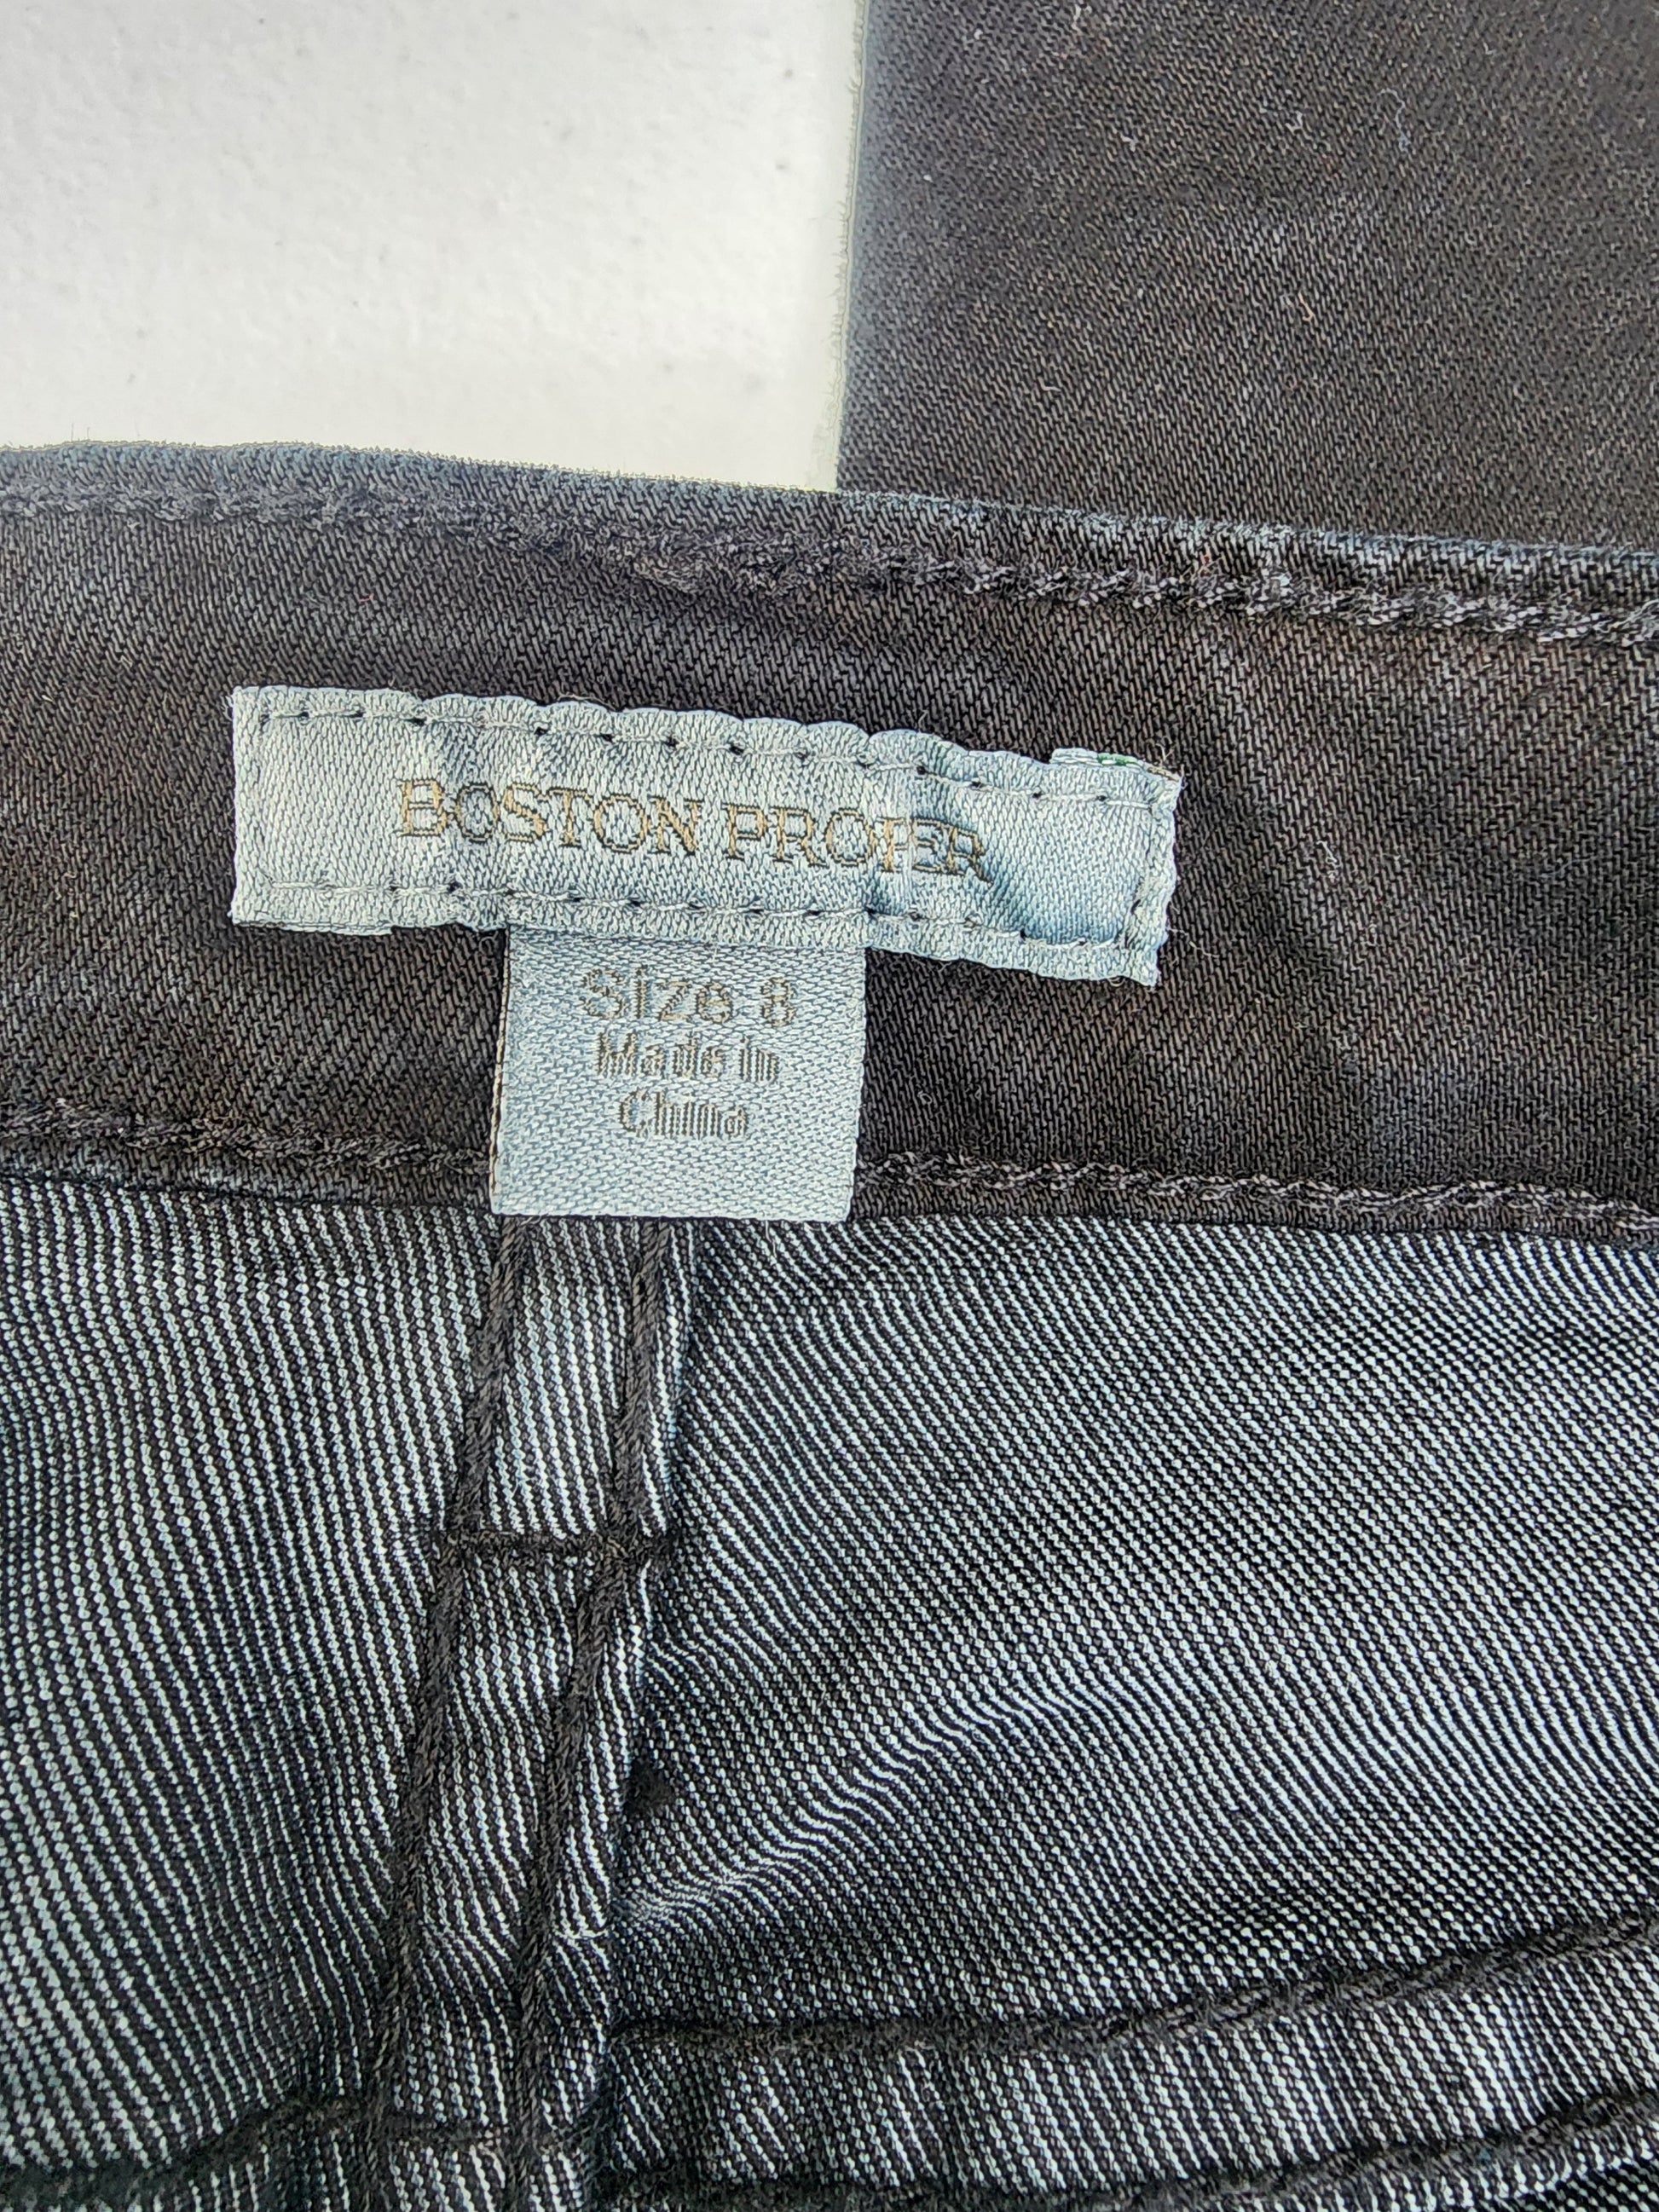 BOSTON PROPER
Size 8
Made in
China